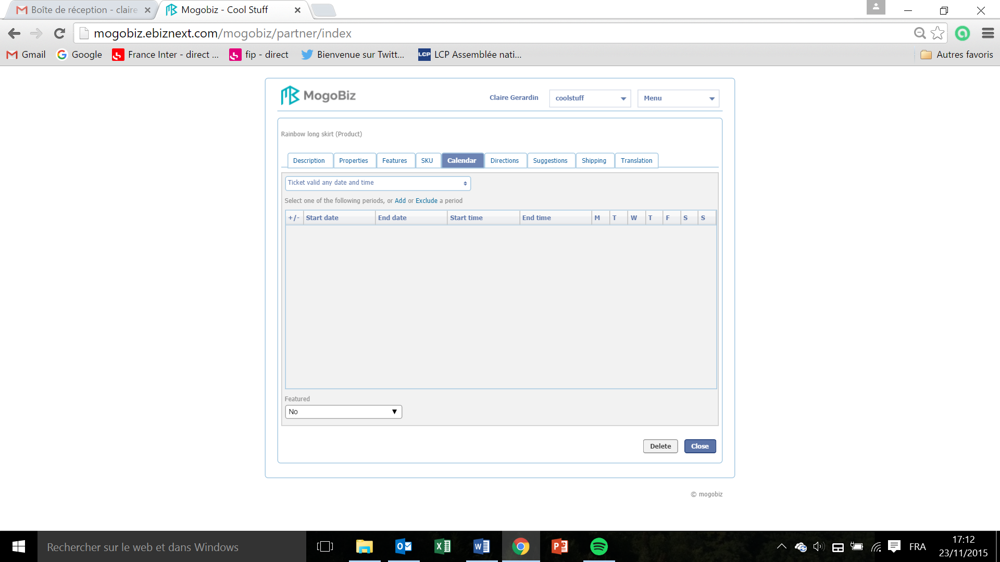 Boîte de réception - claire
Mogobiz - Cool Stuff
mogobiz.ebiznext.com/mogobiz/partner/index
Gmail
Google
France Inter - direct ...
fip - direct
Bienvenue sur Twitt...
LCP
LCP Assemblée nati...
Autres favoris
MogoBiz
Claire Gerardin
coolstuff
Menu
Rainbow long skirt (Product)
Description
Properties
Features
SKU
Calendar
Directions
Suggestions
Shipping
Translation
Ticket valid any date and time
Select one of the following periods, or Add or Exclude a period
+/- Start date End date Start time End time M T W T F S S
Featured
No
Delete
Close
© mogobiz
Rechercher sur le web et dans Windows
FRA
17:12
23/11/2015